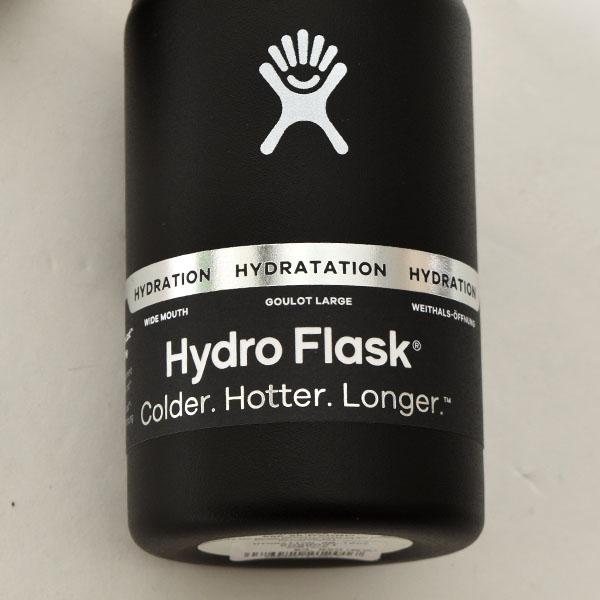 HYDRATION HYDRATATION HYDRATION
WIDE MOUTH GOULOT LARGE WEITHALS-ÖFFNUNG
Hydro Flask®
Colder. Hotter. Longer.™